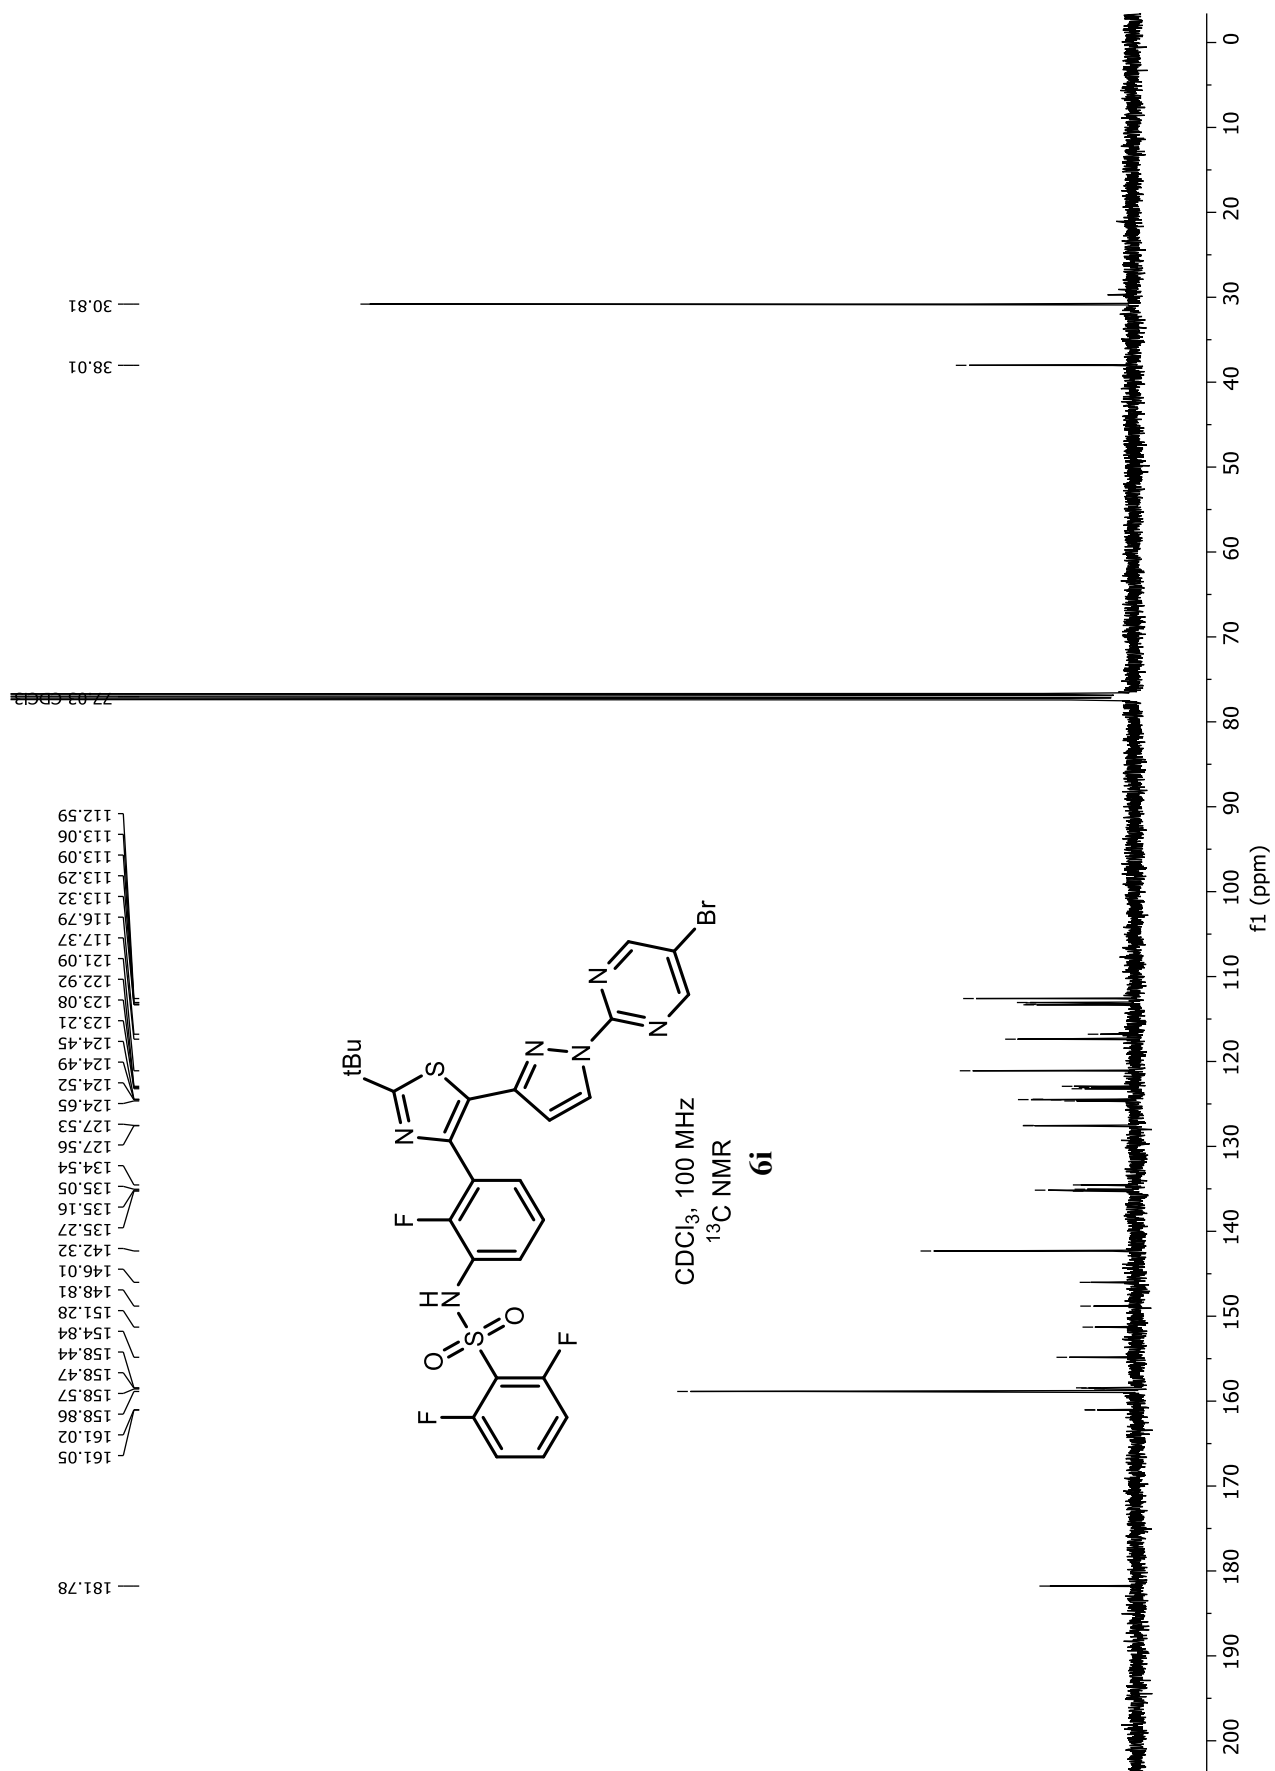 181.78
161.05
161.02
158.86
158.57
158.47
158.44
154.84
151.28
148.81
146.01
142.32
135.27
135.16
135.05
134.54
127.56
127.53
124.65
124.52
124.49
124.45
123.21
123.08
122.92
121.09
117.37
116.79
113.32
113.29
113.09
113.06
112.59
77.03 CDCl3
38.01
30.81
tBu
N
S
F
H
N
O
S
O
F
F
N
N
N
N
Br
CDCl3, 100 MHz
13C NMR
6i
200 190 180 170 160 150 140 130 120 110 100 90 80 70 60 50 40 30 20 10 0
f1 (ppm)